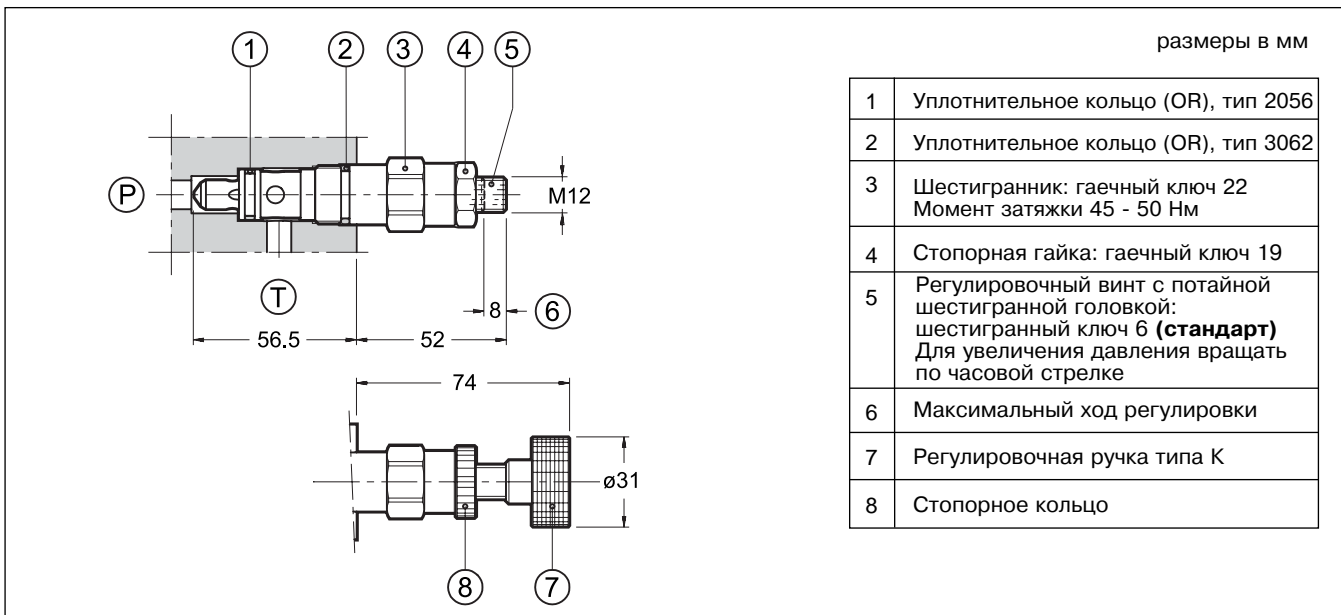 размеры в мм
1 2 3 4 5
P
M12
T
8 6
56.5 52
74
ø31
8 7
1 Уплотнительное кольцо (OR), тип 2056
2 Уплотнительное кольцо (OR), тип 3062
3 Шестигранник: гаечный ключ 22
Момент затяжки 45 - 50 Нм
4 Стопорная гайка: гаечный ключ 19
5 Регулировочный винт с потайной
шестигранной головкой:
шестигранный ключ 6 (стандарт)
Для увеличения давления вращать
по часовой стрелке
6 Максимальный ход регулировки
7 Регулировочная ручка типа К
8 Стопорное кольцо